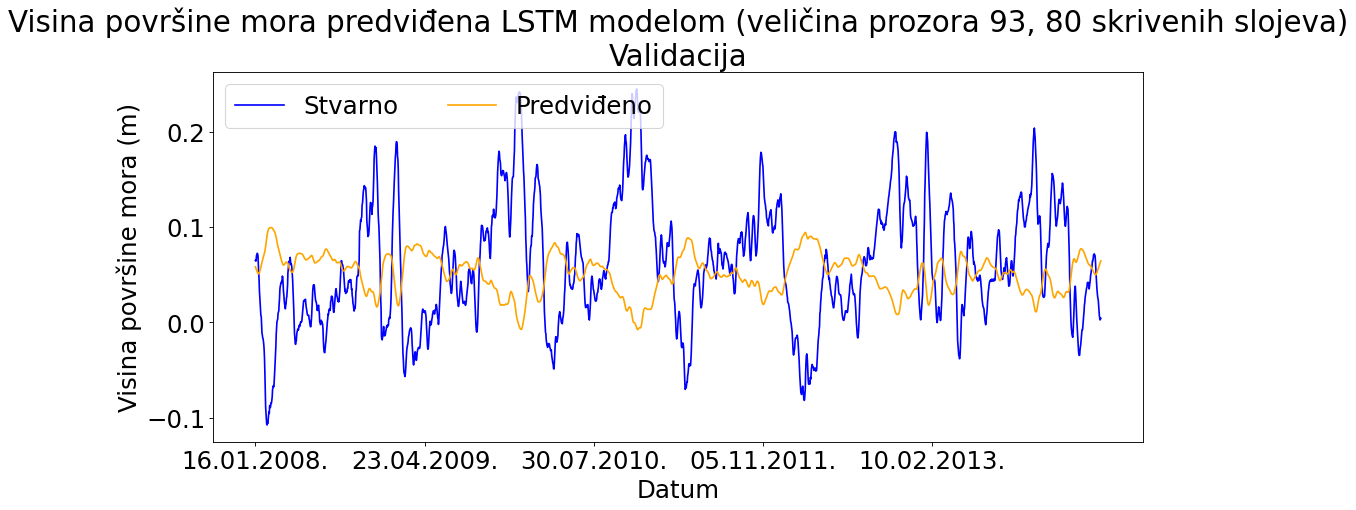 Visina površine mora predviđena LSTM modelom (veličina prozora 93, 80 skrivenih slojeva)
Validacija
Stvarno Predviđeno
Visina površine mora (m)
0.2
0.1
0.0
−0.1
16.01.2008. 23.04.2009. 30.07.2010. 05.11.2011. 10.02.2013.
Datum